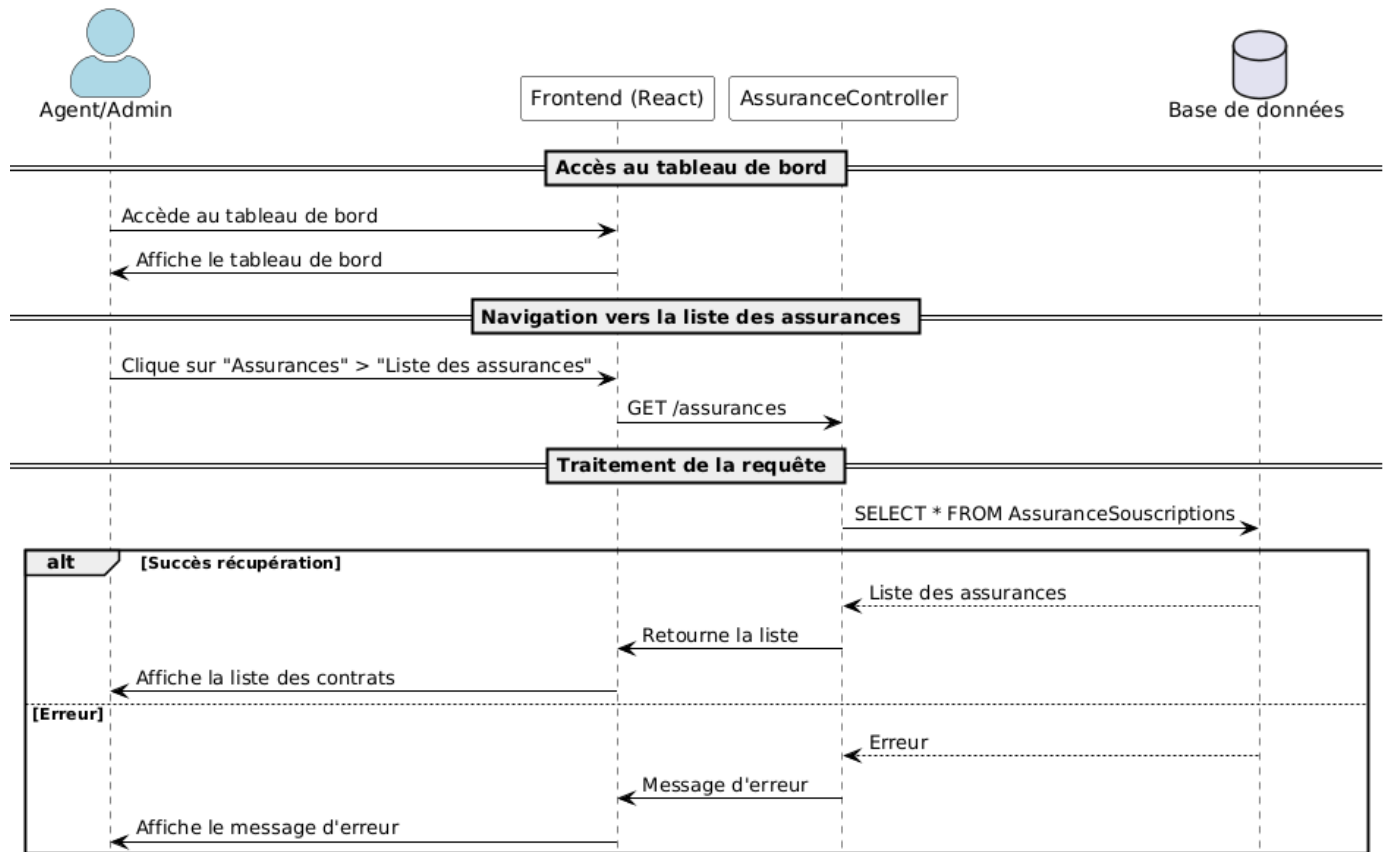 Agent/Admin
Frontend (React)
AssuranceController
Base de données
Accès au tableau de bord
Accède au tableau de bord
Affiche le tableau de bord
Navigation vers la liste des assurances
Clique sur "Assurances" > "Liste des assurances"
GET /assurances
Traitement de la requête
SELECT * FROM AssuranceSouscriptions
alt
[Succès récupération]
Liste des assurances
Retourne la liste
Affiche la liste des contrats
[Erreur]
Erreur
Message d'erreur
Affiche le message d'erreur